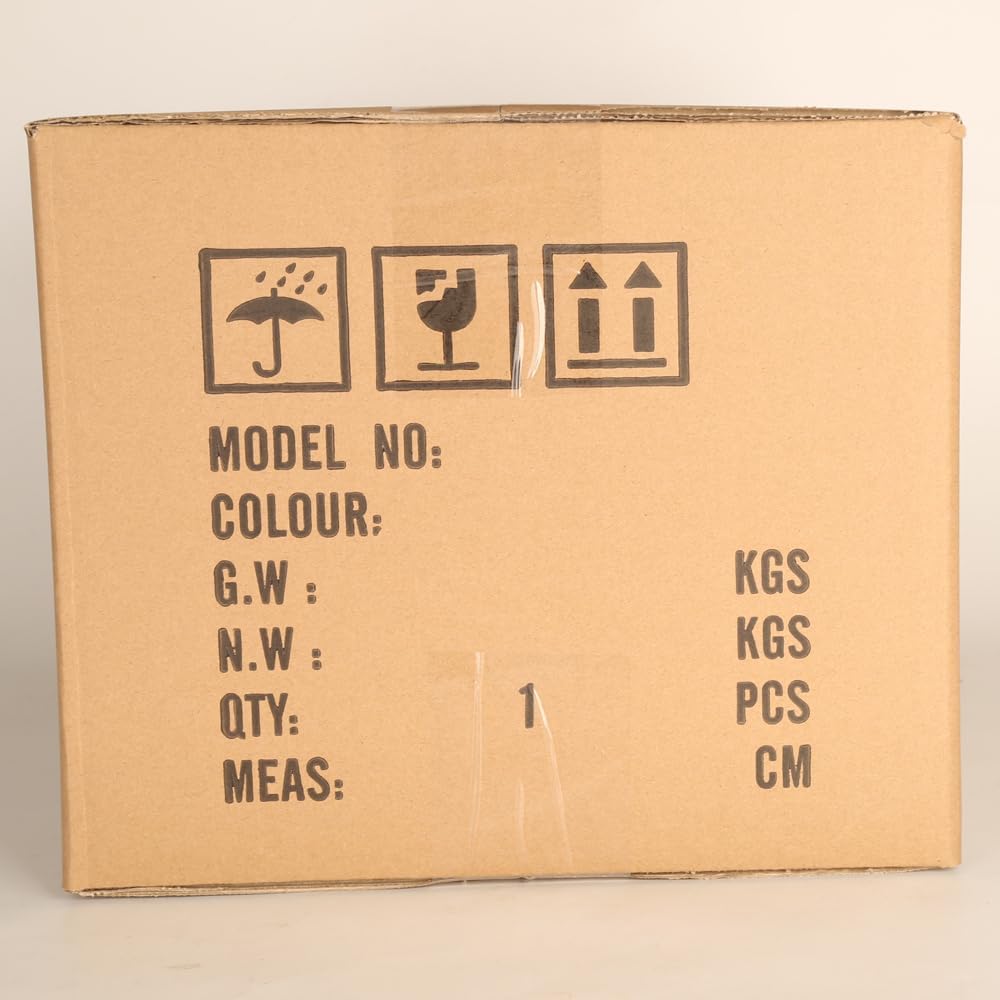 MODEL NO:
COLOUR:
G.W : KGS
N.W : KGS
QTY: 1 PCS
MEAS: CM